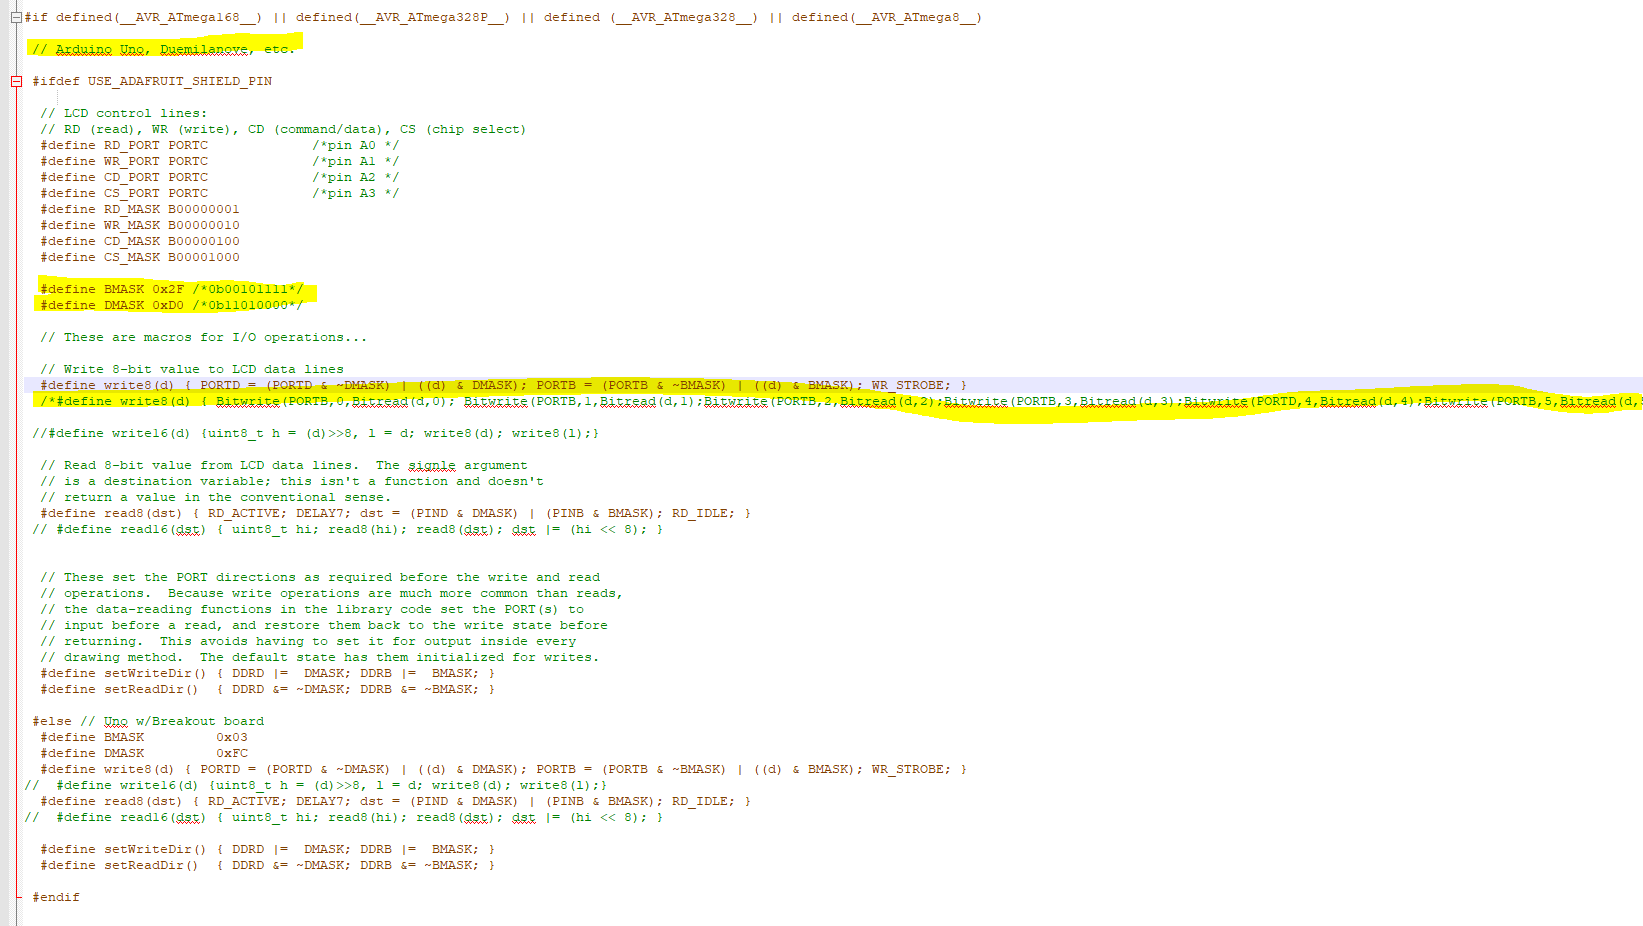 #if defined(__AVR_ATmega168__) || defined(__AVR_ATmega328P__) || defined (__AVR_ATmega328__) || defined(__AVR_ATmega8__)
// Arduino Uno, Duemilanove, etc.
#ifdef USE_ADAFRUIT_SHIELD_PIN
// LCD control lines:
// RD (read), WR (write), CD (command/data), CS (chip select)
#define RD_PORT PORTC /*pin A0 */
#define WR_PORT PORTC /*pin A1 */
#define CD_PORT PORTC /*pin A2 */
#define CS_PORT PORTC /*pin A3 */
#define RD_MASK B00000001
#define WR_MASK B00000010
#define CD_MASK B00000100
#define CS_MASK B00001000
#define BMASK 0x2F /*0b00101111*/
#define DMASK 0xD0 /*0b11010000*/
// These are macros for I/O operations...
// Write 8-bit value to LCD data lines
#define write8(d) { PORTD = (PORTD & ~DMASK) | ((d) & DMASK); PORTB = (PORTB & ~BMASK) | ((d) & BMASK); WR_STROBE; }
/*#define write8(d) { Bitwrite(PORTB,0,Bitread(d,0); Bitwrite(PORTB,1,Bitread(d,1);Bitwrite(PORTB,2,Bitread(d,2);Bitwrite(PORTB,3,Bitread(d,3);Bitwrite(PORTD,4,Bitread(d,4);Bitwrite(PORTB,5,Bitread(d,5
//#define write16(d) {uint8_t h = (d)>>8, l = d; write8(d); write8(l);}
// Read 8-bit value from LCD data lines. The signle argument
// is a destination variable; this isn't a function and doesn't
// return a value in the conventional sense.
#define read8(dst) { RD_ACTIVE; DELAY7; dst = (PIND & DMASK) | (PINB & BMASK); RD_IDLE; }
// #define read16(dst) { uint8_t hi; read8(hi); read8(dst); dst |= (hi << 8); }
// These set the PORT directions as required before the write and read
// operations. Because write operations are much more common than reads,
// the data-reading functions in the library code set the PORT(s) to
// input before a read, and restore them back to the write state before
// returning. This avoids having to set it for output inside every
// drawing method. The default state has them initialized for writes.
#define setWriteDir() { DDRD |= DMASK; DDRB |= BMASK; }
#define setReadDir() { DDRD &= ~DMASK; DDRB &= ~BMASK; }
#else // Uno w/Breakout board
#define BMASK 0x03
#define DMASK 0xFC
#define write8(d) { PORTD = (PORTD & ~DMASK) | ((d) & DMASK); PORTB = (PORTB & ~BMASK) | ((d) & BMASK); WR_STROBE; }
// #define write16(d) {uint8_t h = (d)>>8, l = d; write8(d); write8(l);}
#define read8(dst) { RD_ACTIVE; DELAY7; dst = (PIND & DMASK) | (PINB & BMASK); RD_IDLE; }
// #define read16(dst) { uint8_t hi; read8(hi); read8(dst); dst |= (hi << 8); }
#define setWriteDir() { DDRD |= DMASK; DDRB |= BMASK; }
#define setReadDir() { DDRD &= ~DMASK; DDRB &= ~BMASK; }
#endif